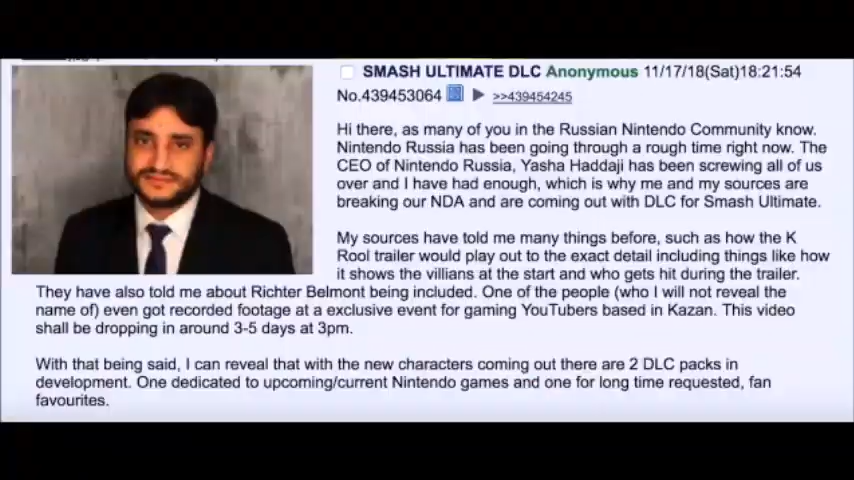 SMASH ULTIMATE DLC Anonymous 11/17/18(Sat)18:21:54
No.439453064 >>439454245
Hi there, as many of you in the Russian Nintendo Community know.
Nintendo Russia has been going through a rough time right now. The
CEO of Nintendo Russia, Yasha Haddaji has been screwing all of us
over and I have had enough, which is why me and my sources are
breaking our NDA and are coming out with DLC for Smash Ultimate.
My sources have told me many things before, such as how the K
Rool trailer would play out to the exact detail including things like how
it shows the villians at the start and who gets hit during the trailer.
They have also told me about Richter Belmont being included. One of the people (who I will not reveal the
name of) even got recorded footage at a exclusive event for gaming YouTubers based in Kazan. This video
shall be dropping in around 3-5 days at 3pm.
With that being said, I can reveal that with the new characters coming out there are 2 DLC packs in
development. One dedicated to upcoming/current Nintendo games and one for long time requested, fan
favourites.